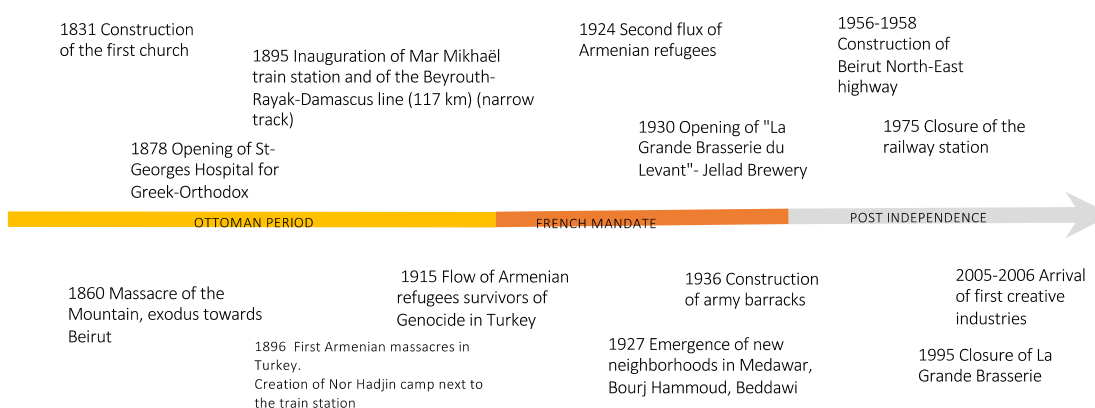 1831 Construction
of the first church
1895 Inauguration of Mar Mikhaël
train station and of the Beyrouth-
Rayak-Damascus line (117 km) (narrow
track)
1924 Second flux of
Armenian refugees
1956-1958
Construction of
Beirut North-East
highway
1878 Opening of St-
Georges Hospital for
Greek-Orthodox
1930 Opening of "La
Grande Brasserie du
Levant"- Jellad Brewery
1975 Closure of the
railway station
OTTOMAN PERIOD
FRENCH MANDATE
POST INDEPENDENCE
1860 Massacre of the
Mountain, exodus towards
Beirut
1915 Flow of Armenian
refugees survivors of
Genocide in Turkey
1936 Construction
of army barracks
2005-2006 Arrival
of first creative
industries
1896  First Armenian massacres in
Turkey.
Creation of Nor Hadjin camp next to
the train station
1927 Emergence of new
neighborhoods in Medawar,
Bourj Hammoud, Beddawi
1995 Closure of La
Grande Brasserie